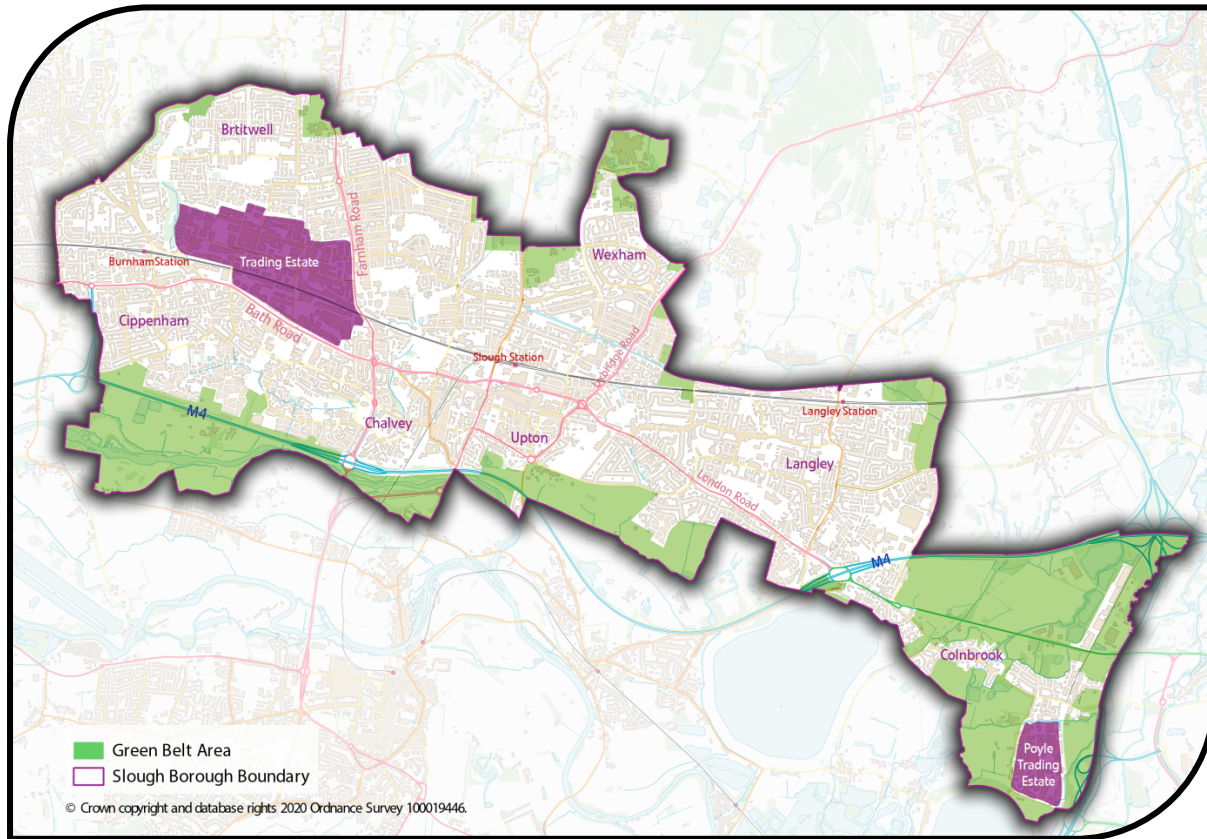 Brtitwell
Farnham Road
Wexham
Trading Estate
BurnhamStation
Cippenham
Bath Road
Slough Station
Uxbridge Road
Langley Station
M4
Chalvey
Upton
Langley
London Road
M4
Colnbrook
Poyle
Trading
Estate
Green Belt Area
Slough Borough Boundary
© Crown copyright and database rights 2020 Ordnance Survey 100019446.